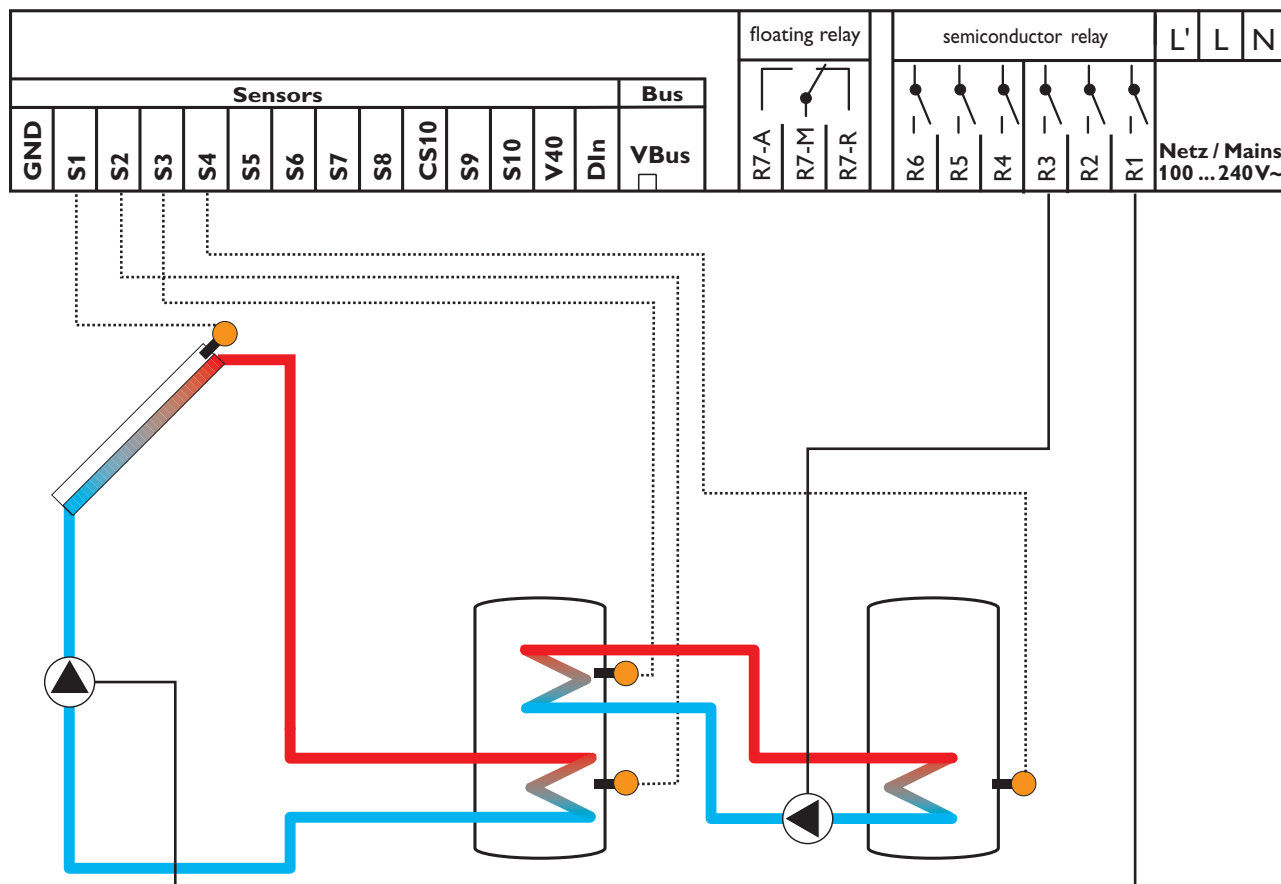 floating relay
semiconductor relay
L' L N
Sensors
Bus
GND
S1
S2
S3
S4
S5
S6
S7
S8
CS10
S9
S10
V40
DIn
VBus
R7-A
R7-M
R7-R
R6
R5
R4
R3
R2
R1
Netz / Mains
100 ... 240 V~